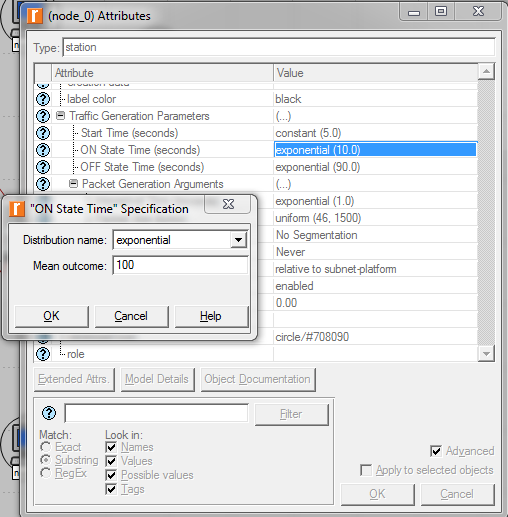 (node_0) Attributes
Type: station
Attribute Value
label color black
Traffic Generation Parameters (...)
Start Time (seconds) constant (5.0)
ON State Time (seconds) exponential (10.0)
OFF State Time (seconds) exponential (90.0)
Packet Generation Arguments (...)
exponential (1.0)
uniform (46, 1500)
No Segmentation
Never
relative to subnet-platform
enabled
0.00
circle/#708090
role
"ON State Time" Specification
Distribution name: exponential
Mean outcome: 100
OK Cancel Help
Extended Attrs. Model Details Object Documentation
Filter
Match: Look in:
Exact Names
Substring Values
RegEx Possible values
Tags
Advanced
Apply to selected objects
OK Cancel